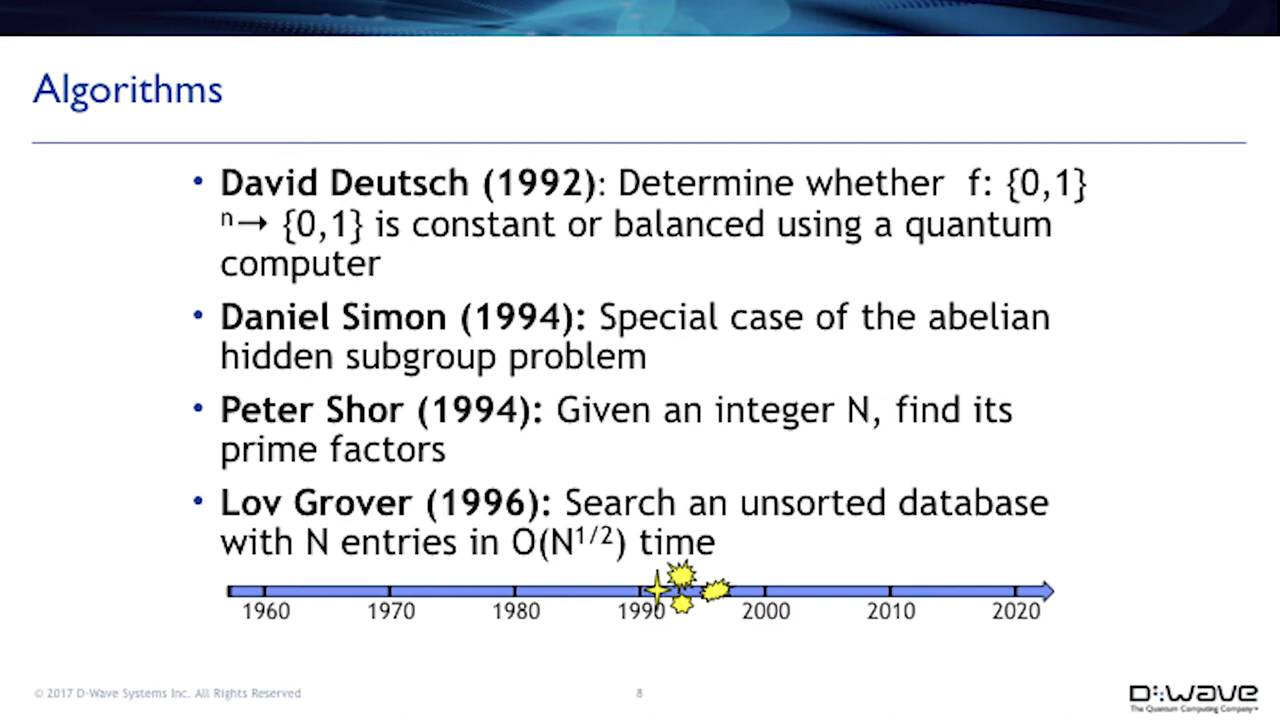 Algorithms
• David Deutsch (1992): Determine whether f: {0,1}
ⁿ→ {0,1} is constant or balanced using a quantum
computer
• Daniel Simon (1994): Special case of the abelian
hidden subgroup problem
• Peter Shor (1994): Given an integer N, find its
prime factors
• Lov Grover (1996): Search an unsorted database
with N entries in O(N¹/²) time
1960 1970 1980 1990 2000 2010 2020
© 2017 D-Wave Systems Inc. All Rights Reserved
8
D:wave
The Quantum Computing Company™